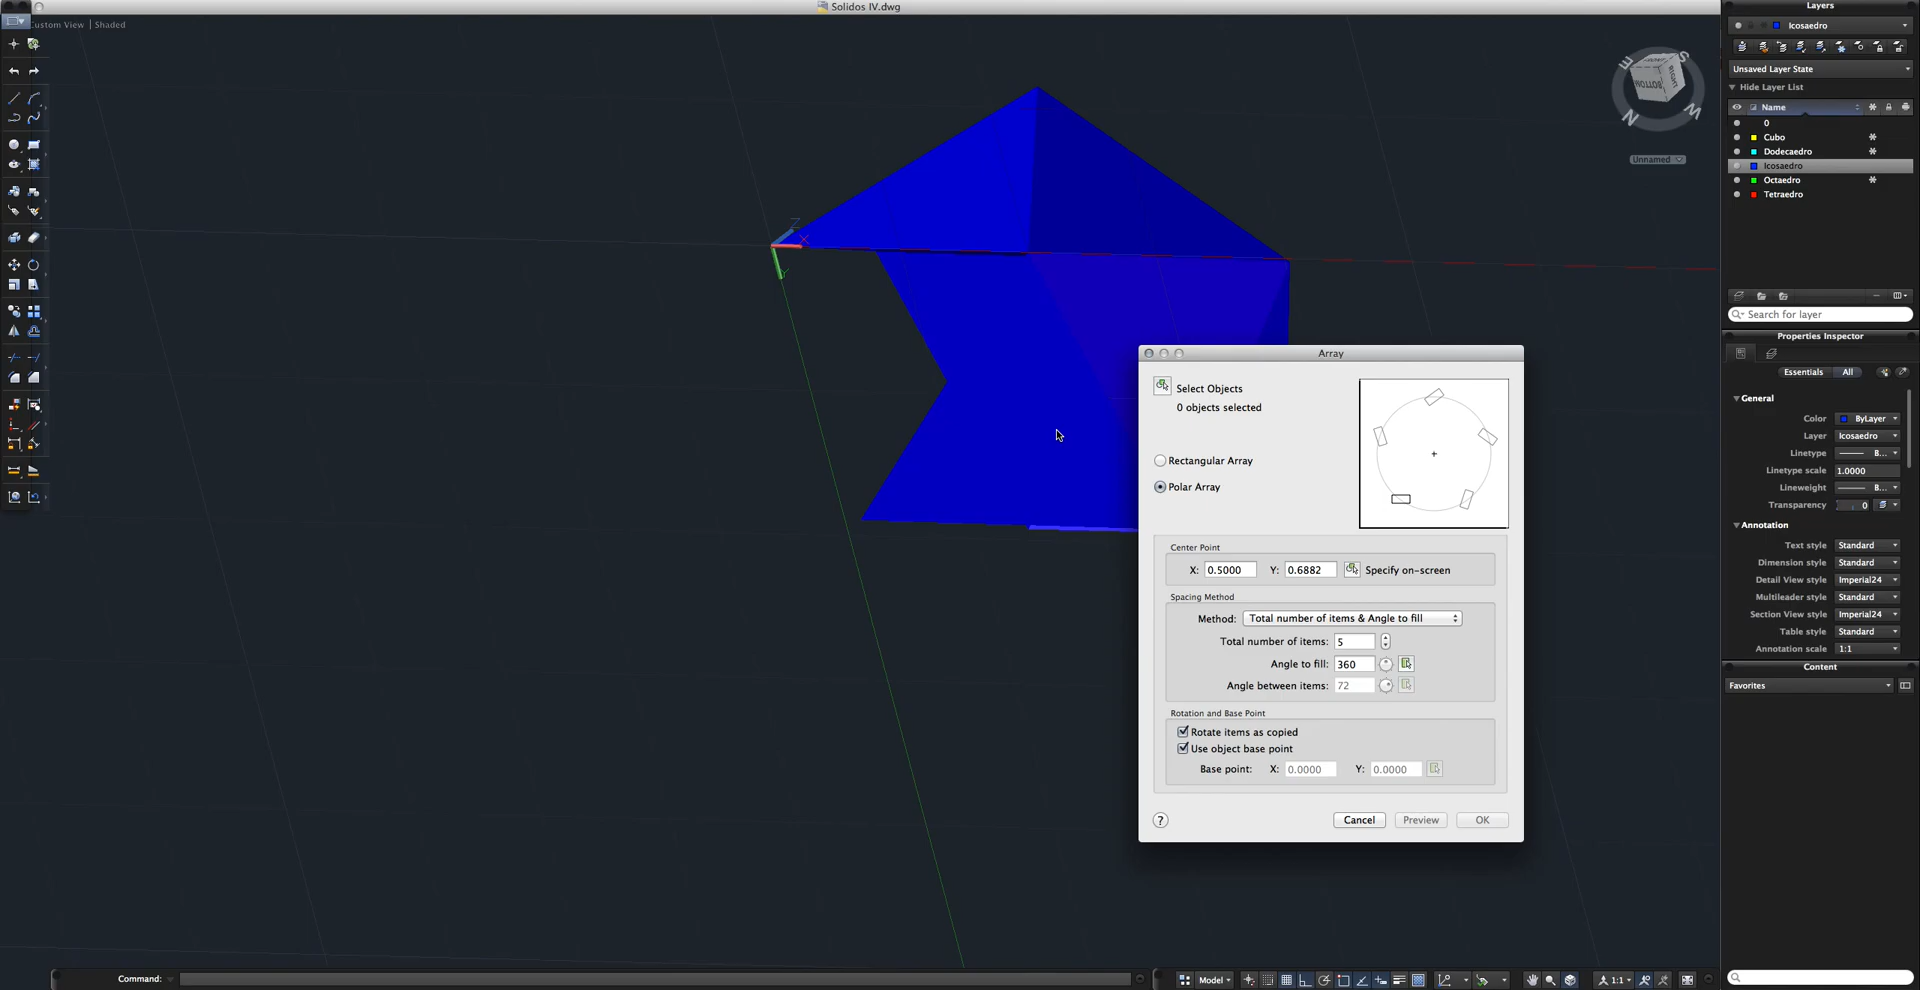 Solidos IV.dwg
Custom View | Shaded
Z
X
Y
E
S
N
W
FRONT
BOTTOM
RIGHT
Unnamed
Array
Select Objects
0 objects selected
Rectangular Array
Polar Array
Center Point
X: 0.5000 Y: 0.6882 Specify on-screen
Spacing Method
Method: Total number of items & Angle to fill
Total number of items: 5
Angle to fill: 360
Angle between items: 72
Rotation and Base Point
Rotate items as copied
Use object base point
Base point: X: 0.0000 Y: 0.0000
? Cancel Preview OK
Layers
Icosaedro
Unsaved Layer State
Hide Layer List
Name
0
Cubo
Dodecaedro
Icosaedro
Octaedro
Tetraedro
Search for layer
Properties Inspector
Essentials All
General
Color ByLayer
Layer Icosaedro
Linetype B...
Linetype scale 1.0000
Lineweight B...
Transparency 0
Annotation
Text style Standard
Dimension style Standard
Detail View style Imperial24
Multileader style Standard
Section View style Imperial24
Table style Standard
Annotation scale 1:1
Content
Favorites
Command:
Model
1:1